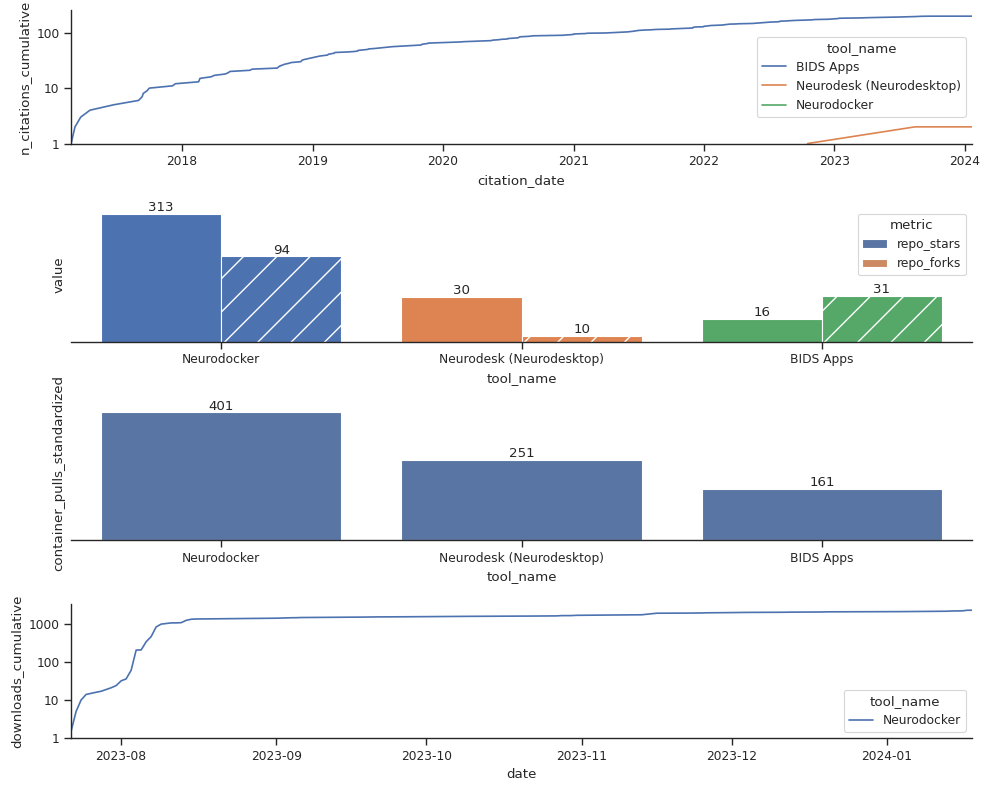 n_citations_cumulative
100
10
1
tool_name
BIDS Apps
Neurodesk (Neurodesktop)
Neurodocker
2018 2019 2020 2021 2022 2023 2024
citation_date
value
313 94 30 10 16 31
metric
repo_stars
repo_forks
Neurodocker Neurodesk (Neurodesktop) BIDS Apps
tool_name
container_pulls_standardized
401 251 161
Neurodocker Neurodesk (Neurodesktop) BIDS Apps
tool_name
downloads_cumulative
1000
100
10
1
tool_name
Neurodocker
2023-08 2023-09 2023-10 2023-11 2023-12 2024-01
date